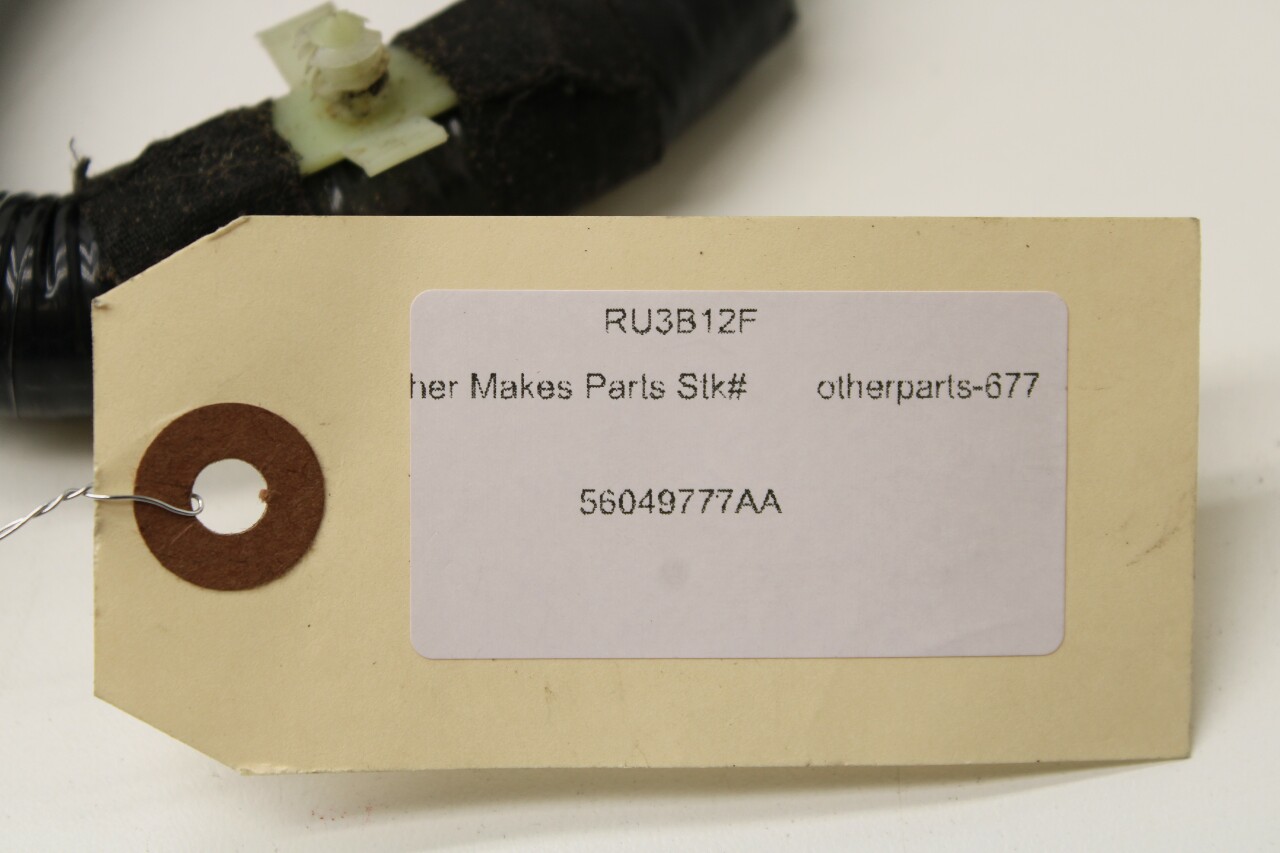 RU3B12F
her Makes Parts Stk# otherparts-677
56049777AA